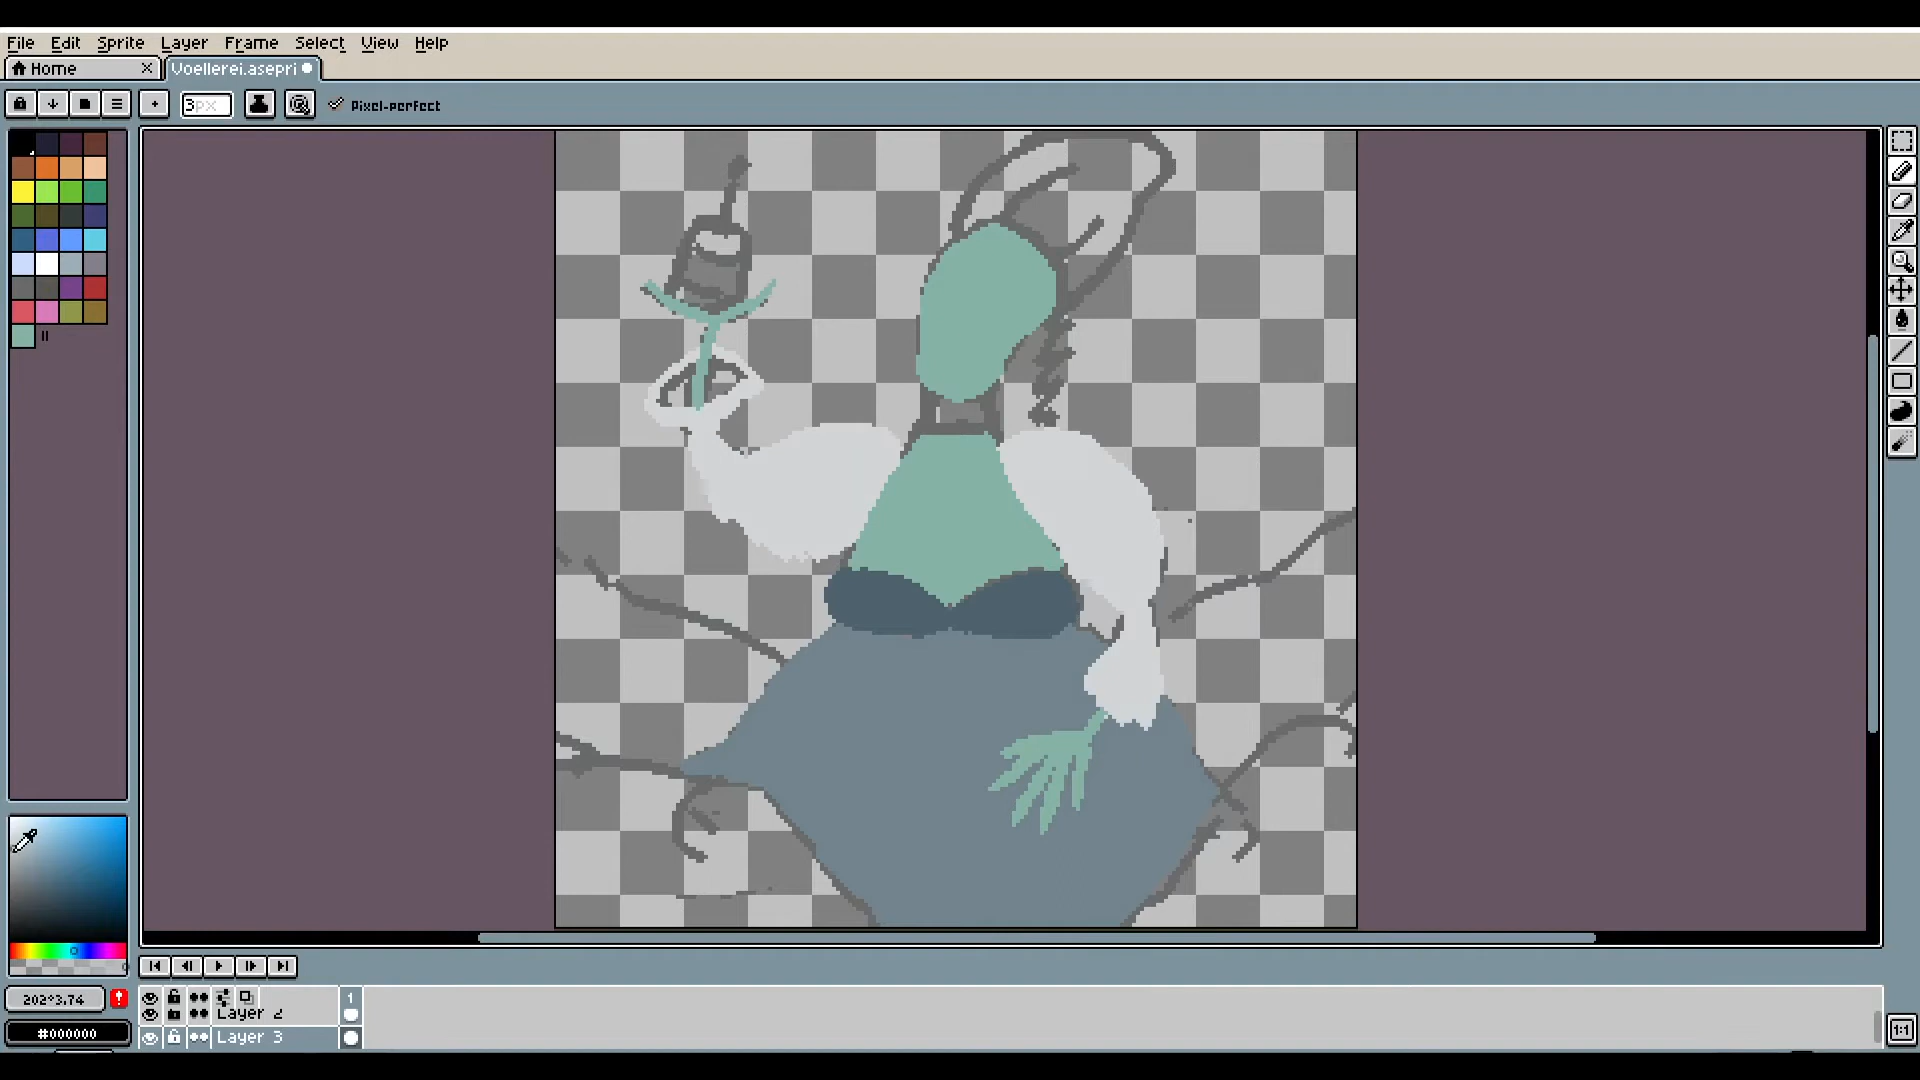 File Edit Sprite Layer Frame Select View Help
Home Voellerei.asepri
3px Pixel-perfect
202°3.74
#000000
1
Layer 2
Layer 3
1:1